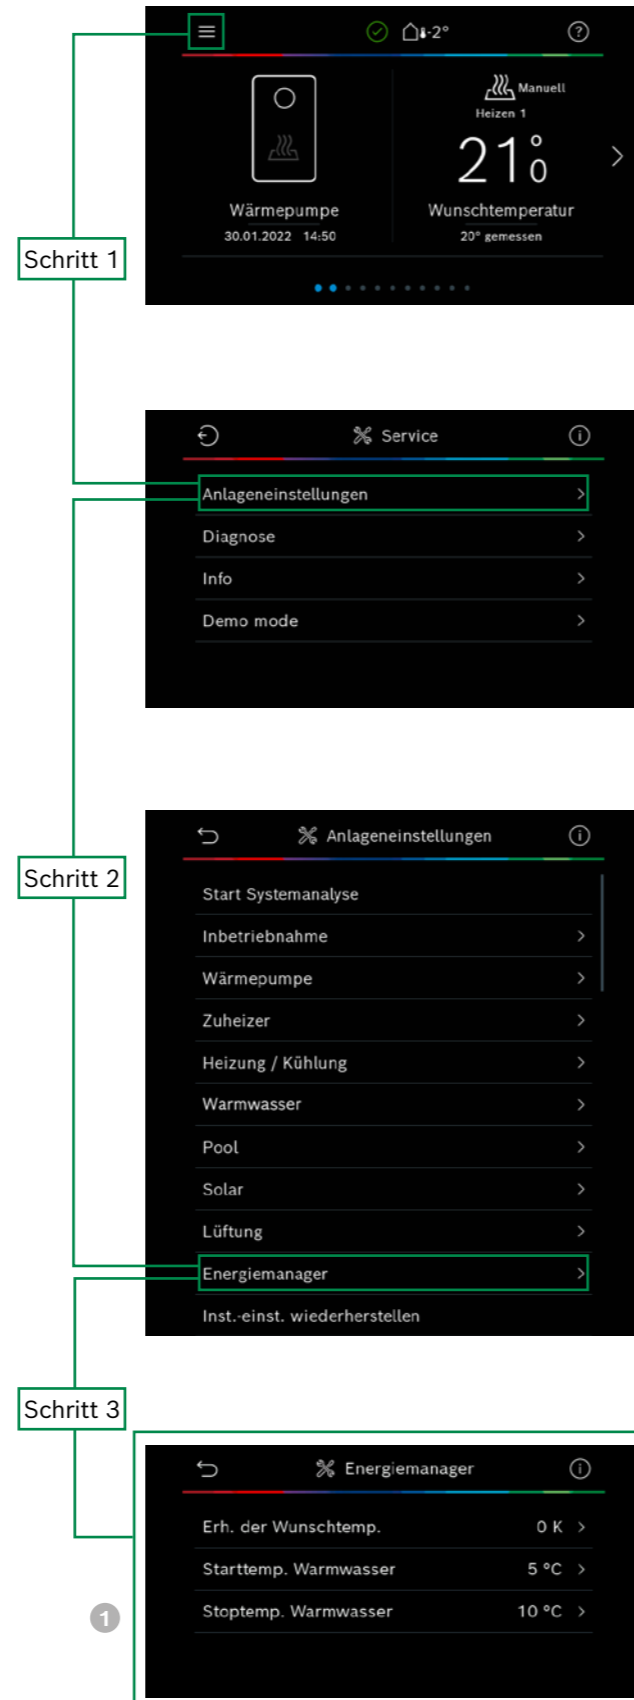 -2°
?
Manuell
Heizen 1
21°0
Wärmepumpe
30.01.2022 14:50
Wunschtemperatur
20° gemessen
Schritt 1
Service
i
Anlageneinstellungen
Diagnose
Info
Demo mode
Schritt 2
Anlageneinstellungen
i
Start Systemanalyse
Inbetriebnahme
Wärmepumpe
Zuheizer
Heizung / Kühlung
Warmwasser
Pool
Solar
Lüftung
Energiemanager
Inst.-einst. wiederherstellen
Schritt 3
Energiemanager
i
Erh. der Wunschtemp. 0 K
Starttemp. Warmwasser 5 °C
Stoptemp. Warmwasser 10 °C
1